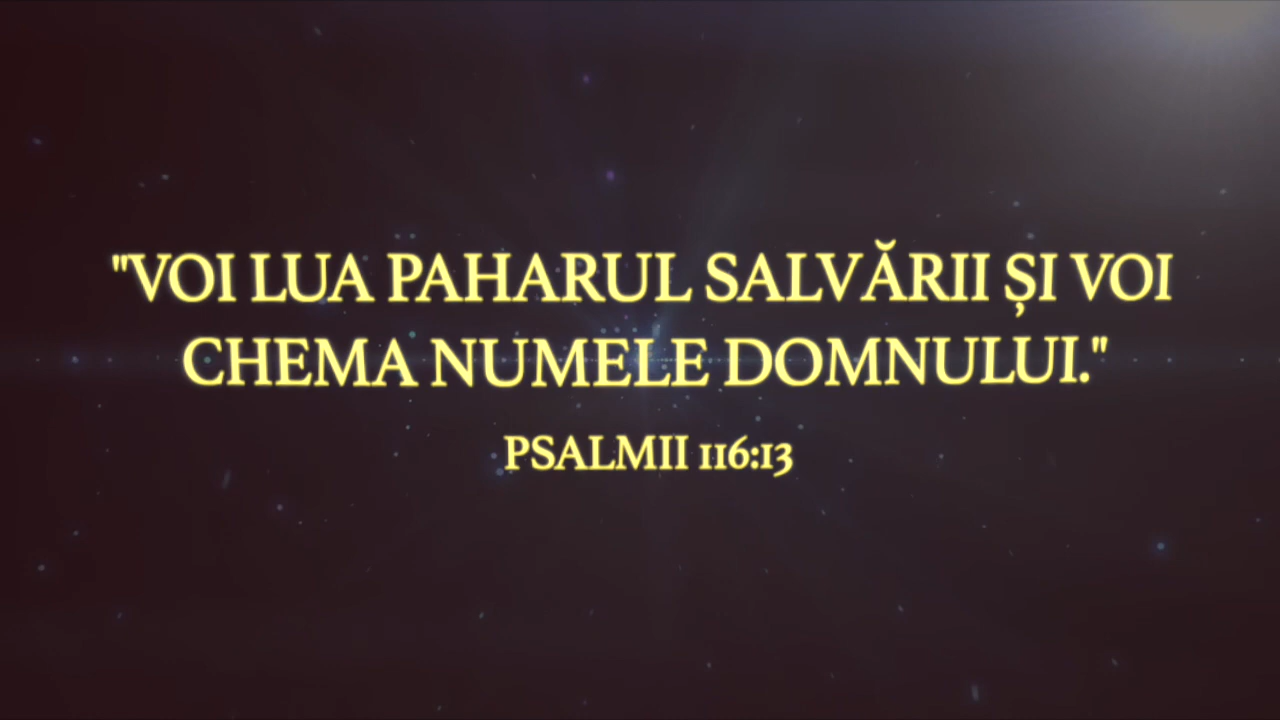 "VOI LUA PAHARUL SALVĂRII ȘI VOI
CHEMA NUMELE DOMNULUI."
PSALMII 116:13